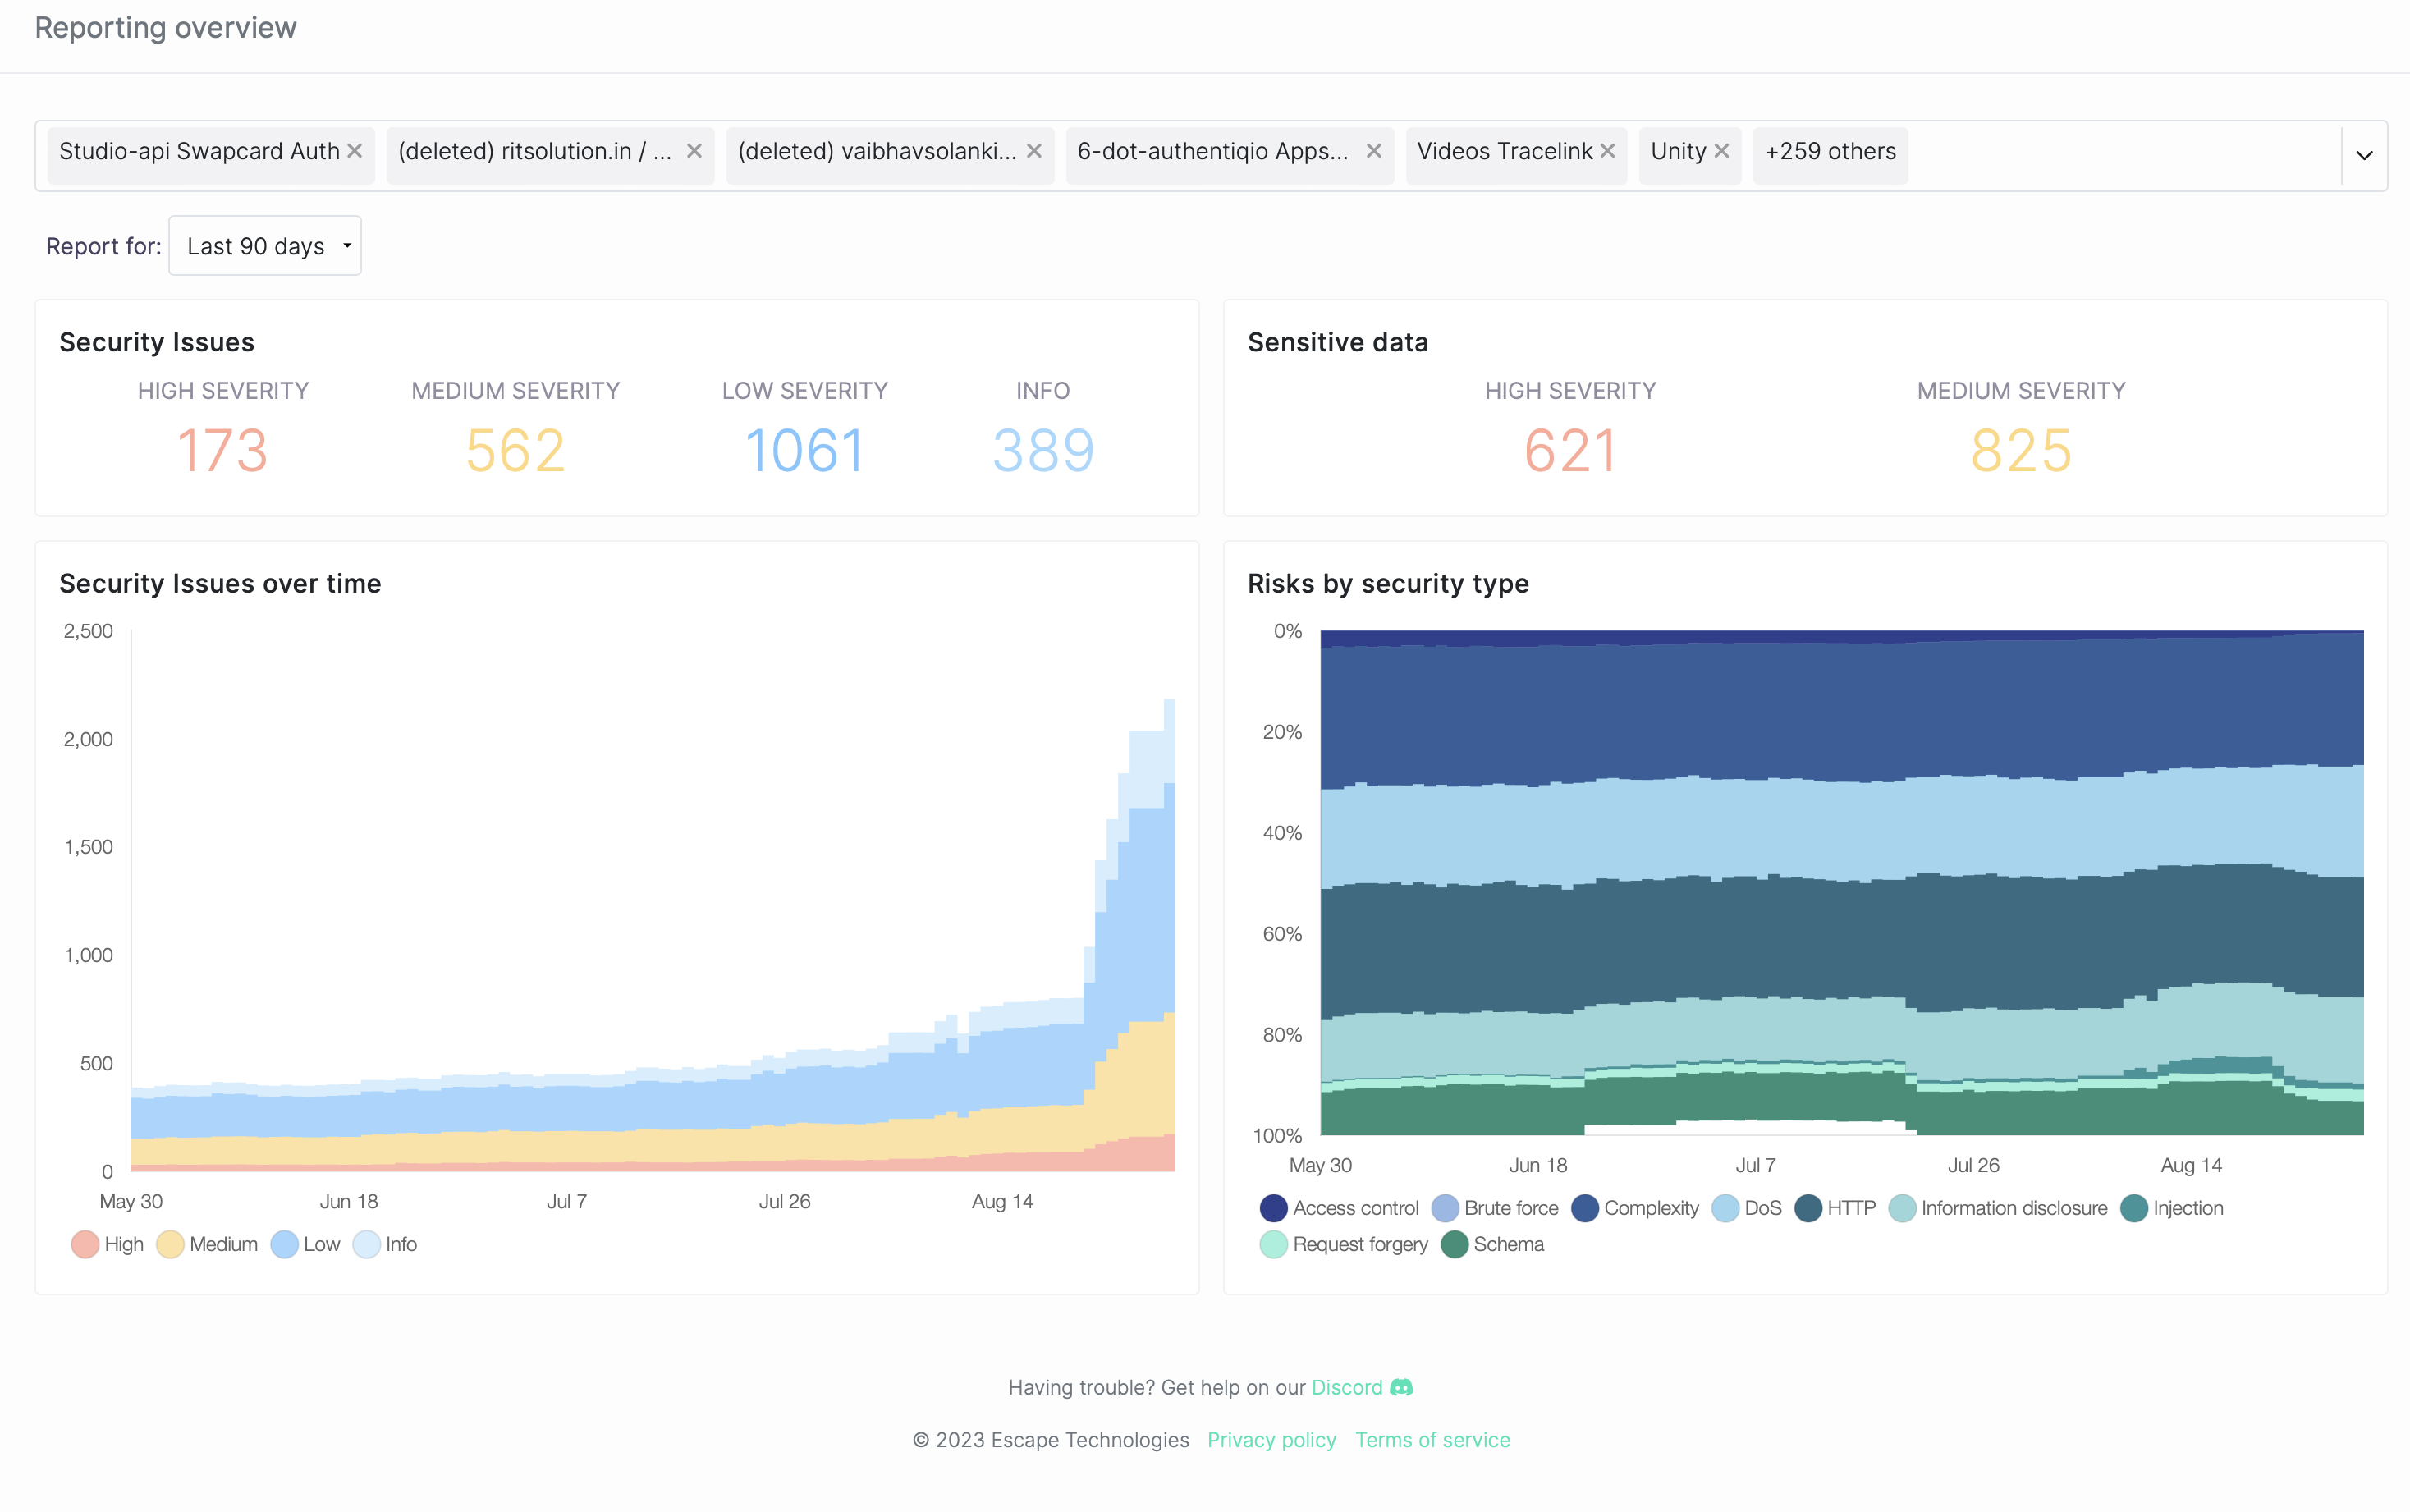 Reporting overview
Studio-api Swapcard Auth (deleted) ritsolution.in / ... (deleted) vaibhavsolanki... 6-dot-authentiqio Apps... Videos Tracelink Unity +259 others
Report for: Last 90 days
Security Issues
HIGH SEVERITY MEDIUM SEVERITY LOW SEVERITY INFO
173 562 1061 389
Sensitive data
HIGH SEVERITY MEDIUM SEVERITY
621 825
Security Issues over time
2,500
2,000
1,500
1,000
500
0
May 30 Jun 18 Jul 7 Jul 26 Aug 14
High Medium Low Info
Risks by security type
0%
20%
40%
60%
80%
100%
May 30 Jun 18 Jul 7 Jul 26 Aug 14
Access control Brute force Complexity DoS HTTP Information disclosure Injection
Request forgery Schema
Having trouble? Get help on our Discord
© 2023 Escape Technologies Privacy policy Terms of service